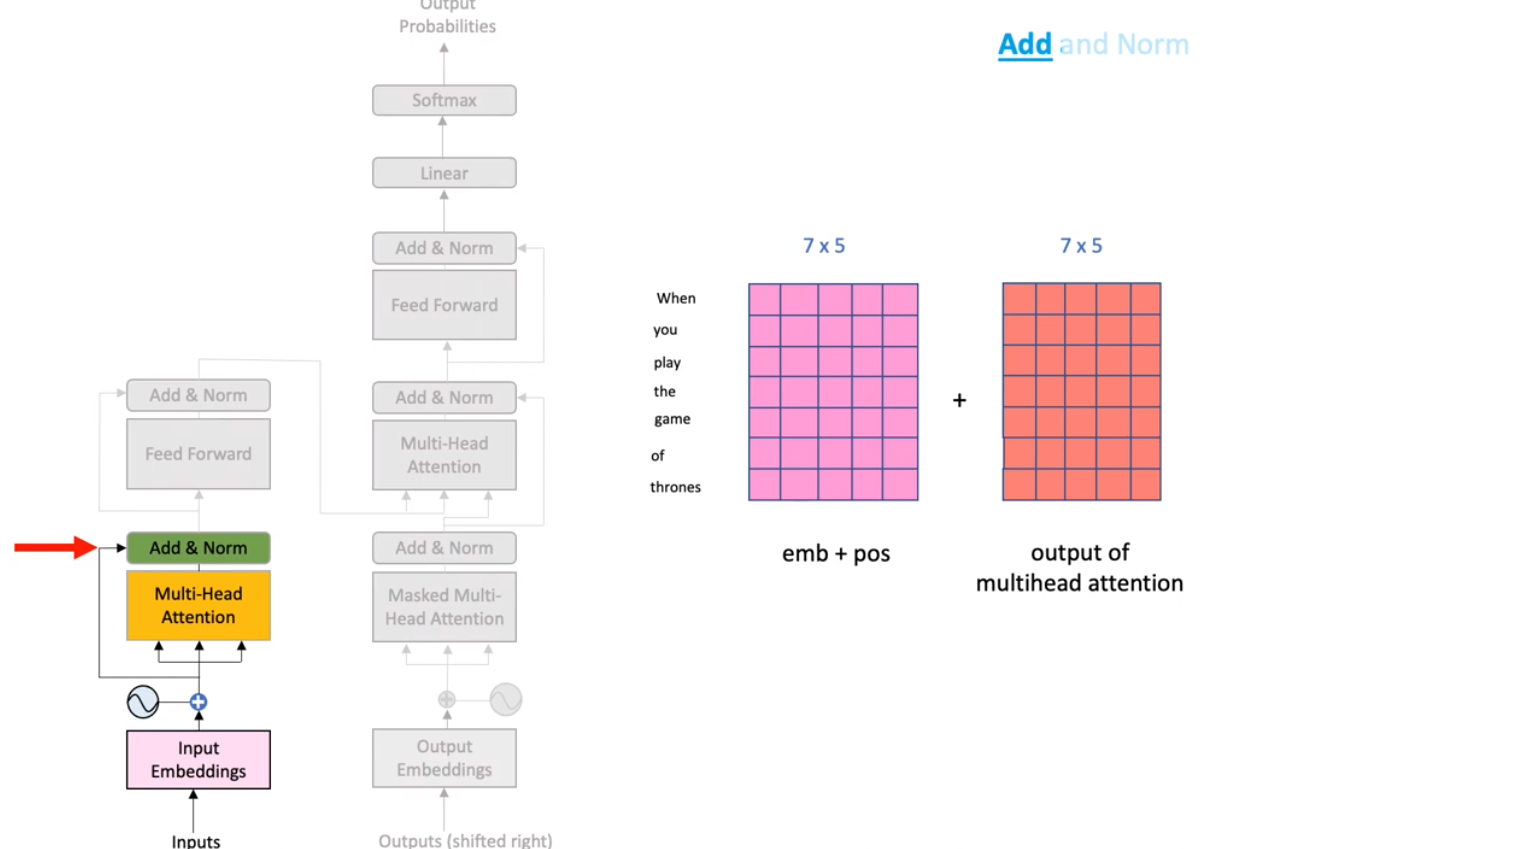 Output
Probabilities
Softmax
Linear
Add & Norm
Feed Forward
Add & Norm
Multi-Head
Attention
Add & Norm
Masked Multi-
Head Attention
Output
Embeddings
Outputs (shifted right)
Add & Norm
Feed Forward
Add & Norm
Multi-Head
Attention
Input
Embeddings
Inputs
Add and Norm
7 x 5
7 x 5
When
you
play
the
game
of
thrones
+
emb + pos
output of
multihead attention